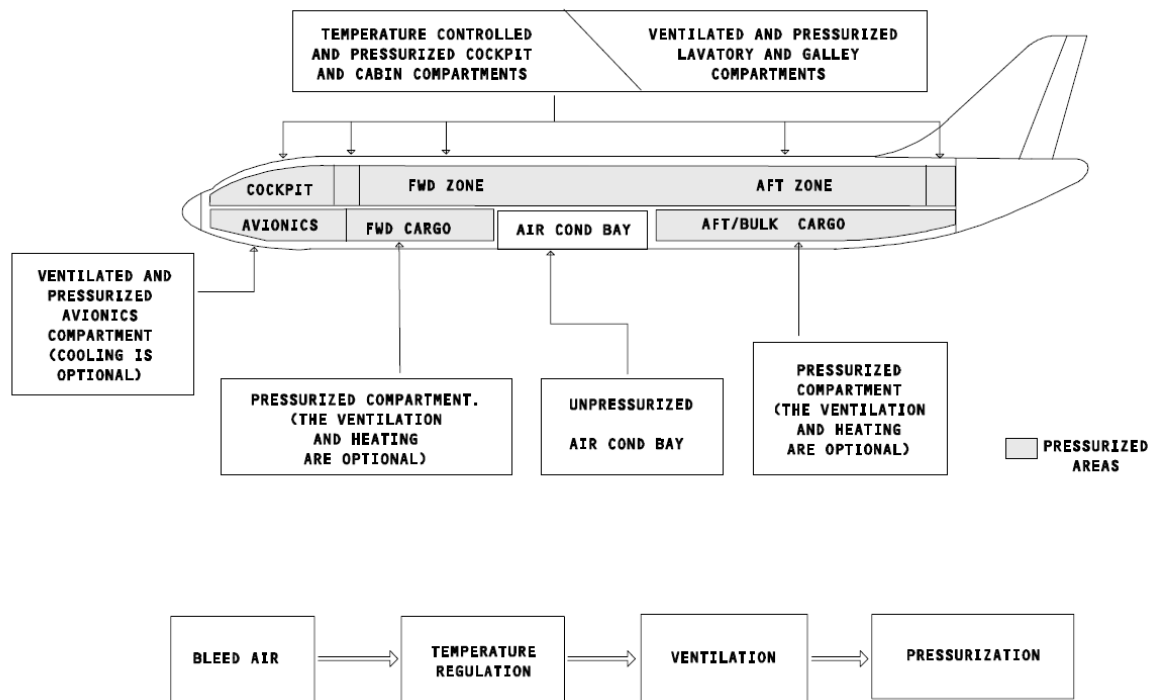 TEMPERATURE CONTROLLED
AND PRESSURIZED COCKPIT
AND CABIN COMPARTMENTS
VENTILATED AND PRESSURIZED
LAVATORY AND GALLEY
COMPARTMENTS
COCKPIT
FWD ZONE
AFT ZONE
AVIONICS
FWD CARGO
AIR COND BAY
AFT/BULK CARGO
VENTILATED AND
PRESSURIZED
AVIONICS
COMPARTMENT
(COOLING IS
OPTIONAL)
PRESSURIZED COMPARTMENT.
(THE VENTILATION
AND HEATING
ARE OPTIONAL)
UNPRESSURIZED
AIR COND BAY
PRESSURIZED
COMPARTMENT
(THE VENTILATION
AND HEATING
ARE OPTIONAL)
PRESSURIZED
AREAS
BLEED AIR
TEMPERATURE
REGULATION
VENTILATION
PRESSURIZATION